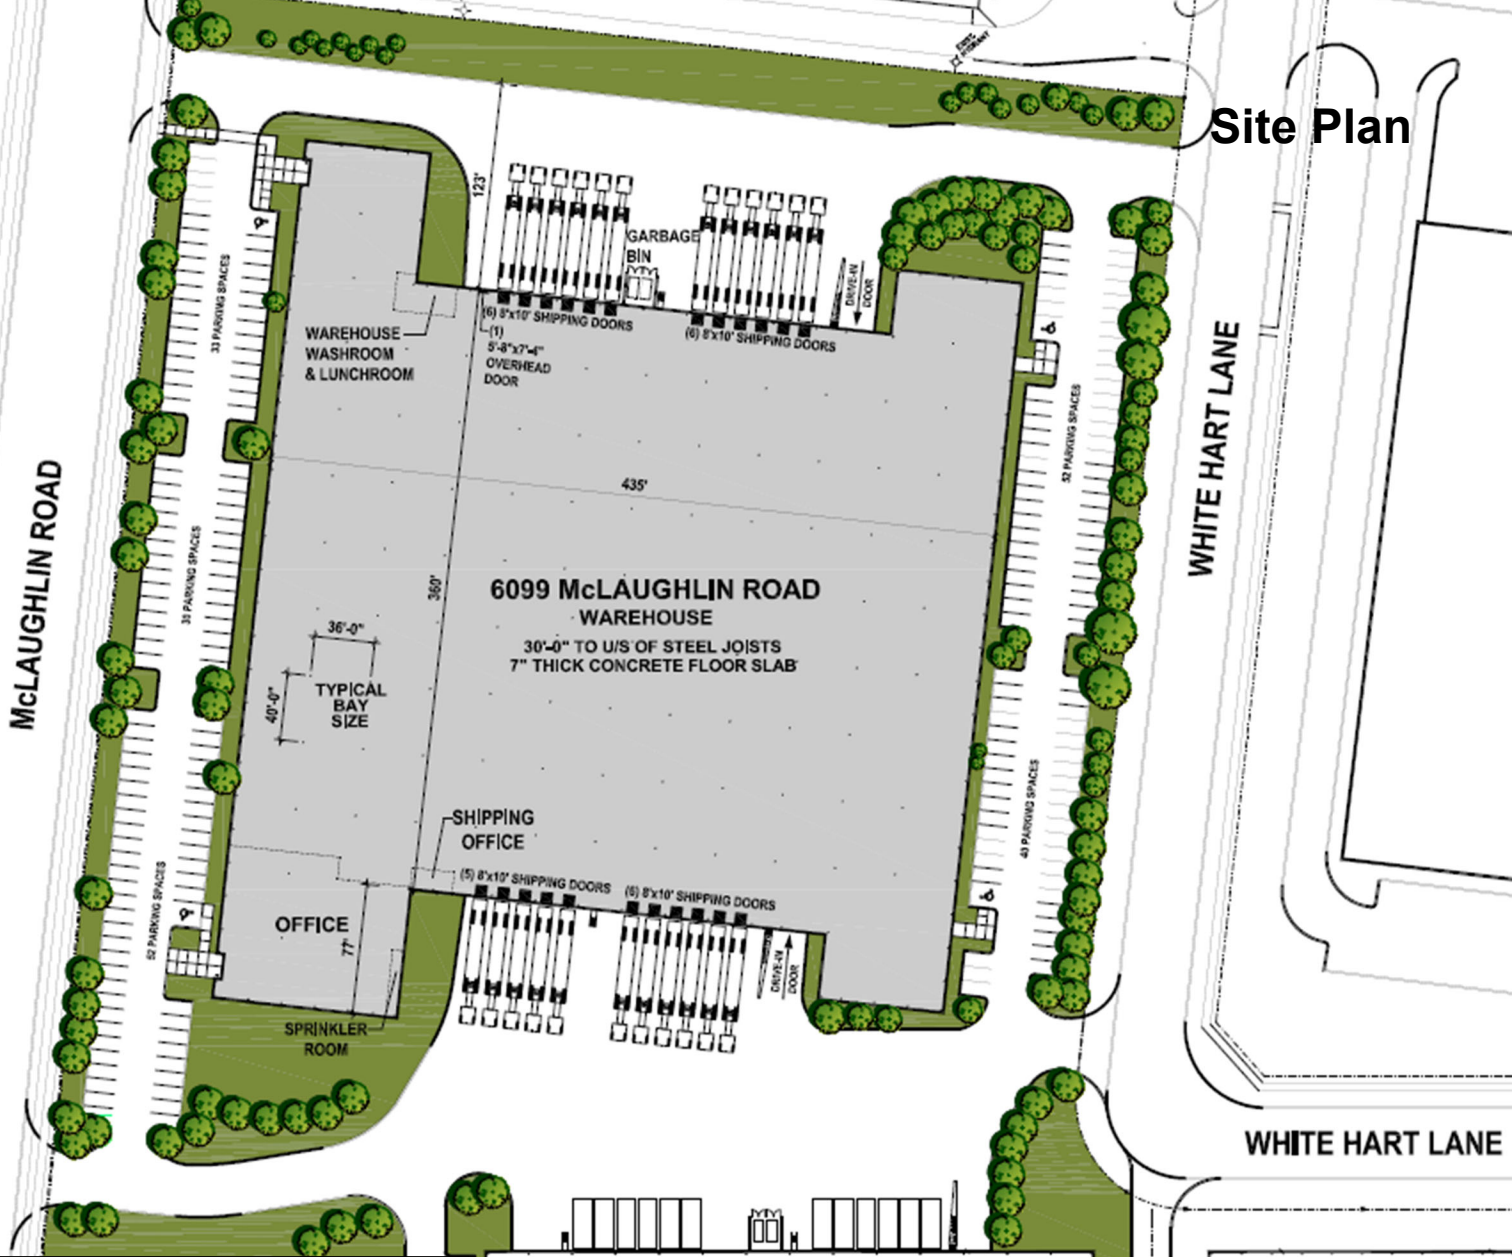 EXIST.
HYDRANT
Site Plan
123'
GARBAGE
BIN
DRIVE-IN
DOOR
33 PARKING SPACES
(6) 8'x10' SHIPPING DOORS
(6) 8'x10' SHIPPING DOORS
(1)
5'-8"x7'-4"
OVERHEAD
DOOR
WAREHOUSE
WASHROOM
& LUNCHROOM
52 PARKING SPACES
WHITE HART LANE
McLAUGHLIN ROAD
435'
PARKING SPACES
360'
6099 McLAUGHLIN ROAD
WAREHOUSE
30'-0" TO U/S OF STEEL JOISTS
7" THICK CONCRETE FLOOR SLAB
36'-0"
40'-0"
TYPICAL
BAY
SIZE
PARKING SPACES
SHIPPING
OFFICE
(5) 8'x10' SHIPPING DOORS
(6) 8'x10' SHIPPING DOORS
52 PARKING SPACES
OFFICE
77'
DRIVE-IN
DOOR
SPRINKLER
ROOM
WHITE HART LANE